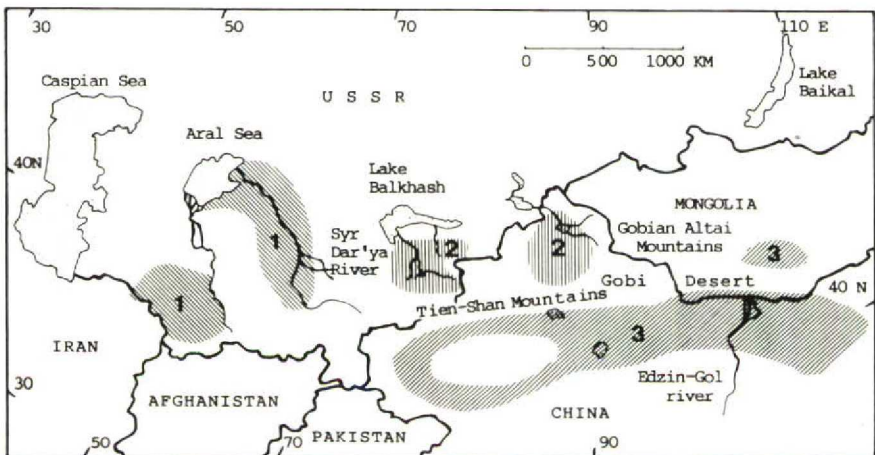 30 50 70 90 110 E
0 500 1000 KM
Caspian Sea
Lake
Baikal
USSR
Aral Sea
40N
Lake
Balkhash
MONGOLIA
Gobian Altai
Mountains
1
Syr
Dar'ya
River
2
2
3
1
Gobi Desert
40 N
Tien-Shan Mountains
3
IRAN
30
Edzin-Gol
river
AFGHANISTAN
CHINA
PAKISTAN
50 70 90